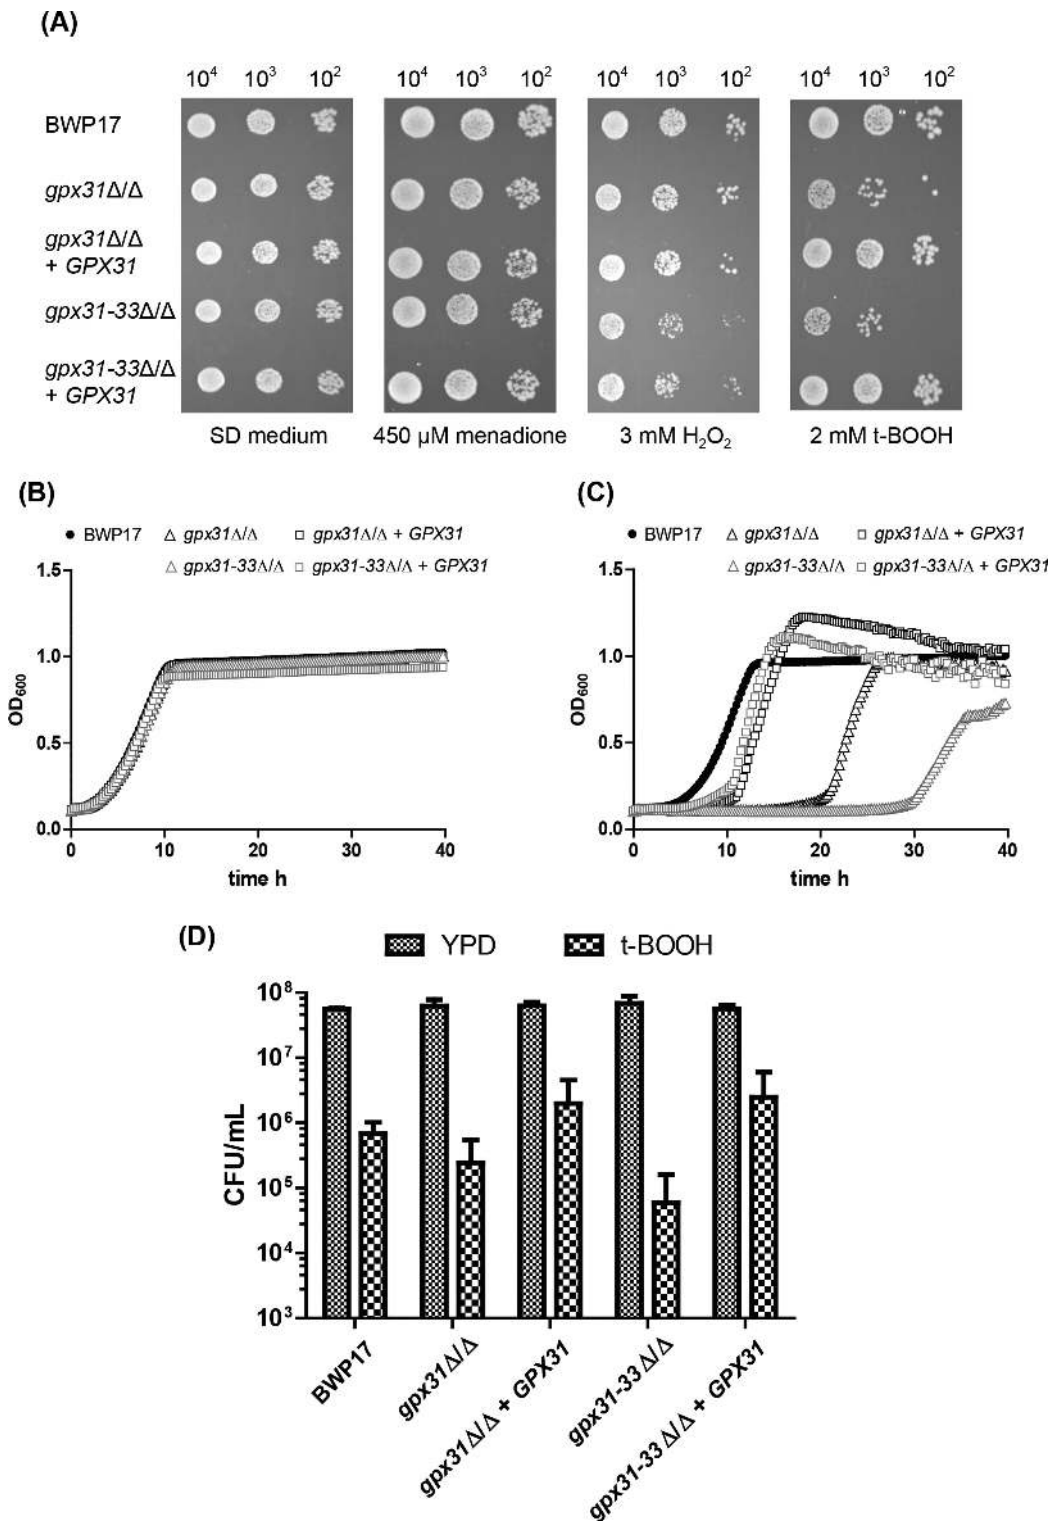 (A)
10⁴ 10³ 10² 10⁴ 10³ 10² 10⁴ 10³ 10² 10⁴ 10³ 10²
BWP17
gpx31Δ/Δ
gpx31Δ/Δ
+ GPX31
gpx31-33Δ/Δ
gpx31-33Δ/Δ
+ GPX31
SD medium 450 µM menadione 3 mM H₂O₂ 2 mM t-BOOH
(B)
BWP17 gpx31Δ/Δ gpx31Δ/Δ + GPX31
gpx31-33Δ/Δ gpx31-33Δ/Δ + GPX31
1.5
1.0
0.5
0.0
OD₆₀₀
0 10 20 30 40
time h
(C)
BWP17 gpx31Δ/Δ gpx31Δ/Δ + GPX31
gpx31-33Δ/Δ gpx31-33Δ/Δ + GPX31
1.5
1.0
0.5
0.0
OD₆₀₀
0 10 20 30 40
time h
(D)
YPD t-BOOH
10⁸
10⁷
10⁶
10⁵
10⁴
10³
CFU/mL
BWP17
gpx31Δ/Δ
gpx31Δ/Δ + GPX31
gpx31-33 Δ/Δ
gpx31-33 Δ/Δ + GPX31